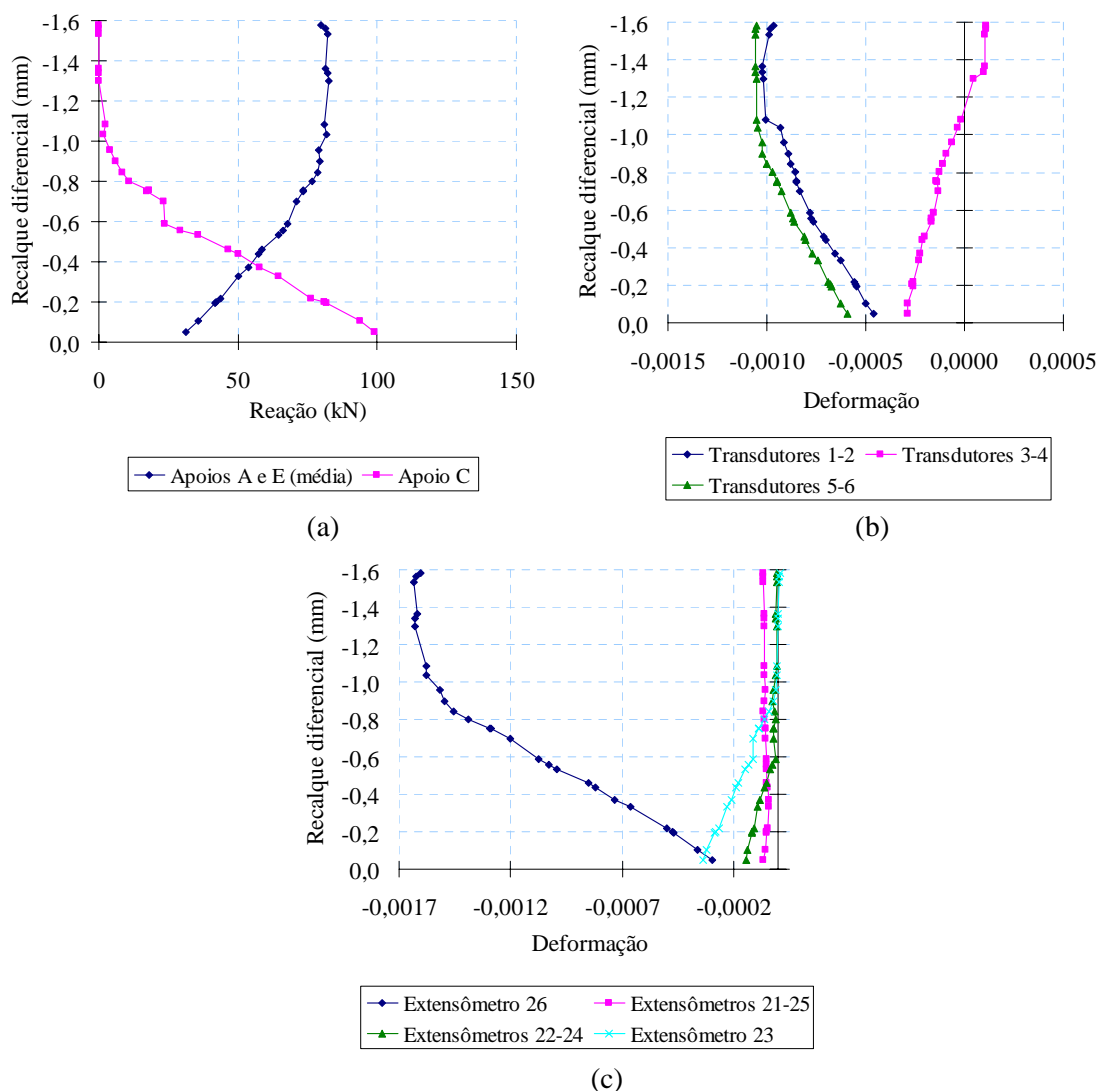 -1,6
-1,4
-1,2
-1,0
-0,8
-0,6
-0,4
-0,2
0,0
Recalque diferencial (mm)
0 50 100 150
Reação (kN)
Apoios A e E (média) Apoio C
(a)
-1,6
-1,4
-1,2
-1,0
-0,8
-0,6
-0,4
-0,2
0,0
Recalque diferencial (mm)
-0,0015 -0,0010 -0,0005 0,0000 0,0005
Deformação
Transdutores 1-2 Transdutores 3-4
Transdutores 5-6
(b)
-1,6
-1,4
-1,2
-1,0
-0,8
-0,6
-0,4
-0,2
0,0
Recalque diferencial (mm)
-0,0017 -0,0012 -0,0007 -0,0002
Deformação
Extensômetro 26 Extensômetros 21-25
Extensômetros 22-24 Extensômetro 23
(c)